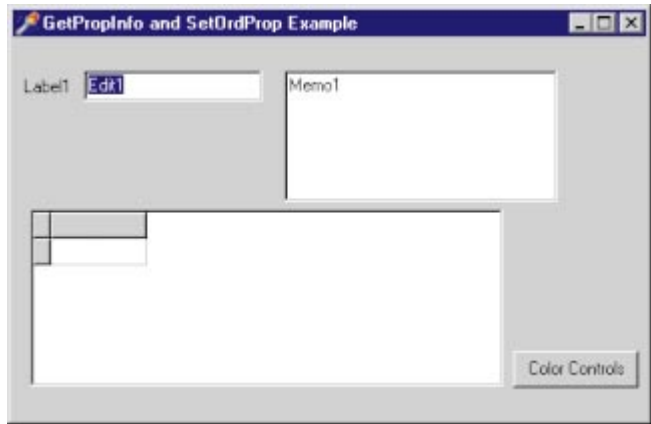 GetPropInfo and SetOrdProp Example
Label1 Edit1
Memo1
Color Controls